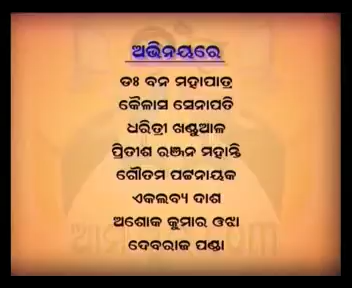 ଅଭିନୟରେ
ଡଃ ବନ ମହାପାତ୍ର
କୈଳାସ ସେନାପତି
ଧରିତ୍ରୀ ଖଣ୍ଡୁଆଳ
ପ୍ରିତୀଶ ରଞ୍ଜନ ମହାନ୍ତି
ଗୌତମ ପଟ୍ଟନାୟକ
ଏକଲବ୍ୟ ଦାଶ
ଅଶୋକ କୁମାର ଓଝା
ଦେବରାଜ ପଣ୍ଡା